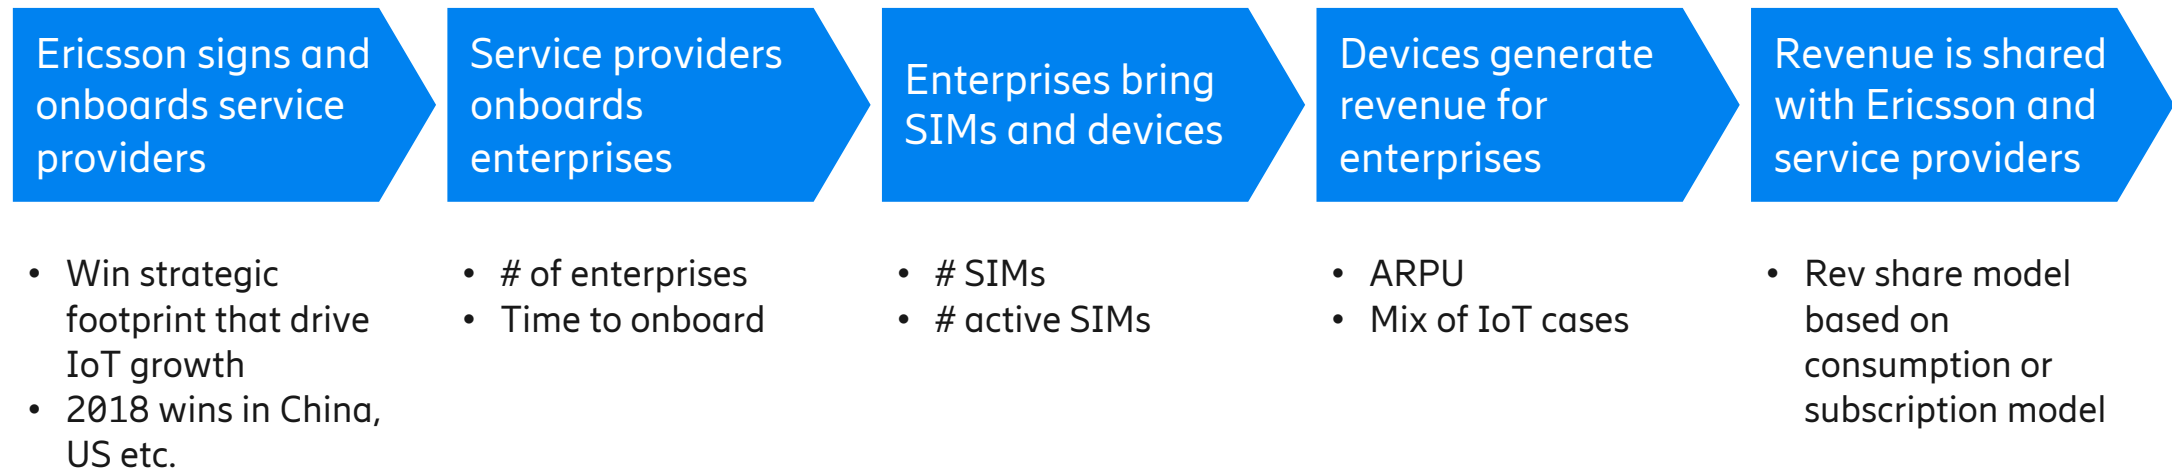 Ericsson signs and
onboards service
providers
Service providers
onboards
enterprises
Enterprises bring
SIMs and devices
Devices generate
revenue for
enterprises
Revenue is shared
with Ericsson and
service providers
• Win strategic
footprint that drive
IoT growth
• 2018 wins in China,
US etc.
• # of enterprises
• Time to onboard
• # SIMs
• # active SIMs
• ARPU
• Mix of IoT cases
• Rev share model
based on
consumption or
subscription model